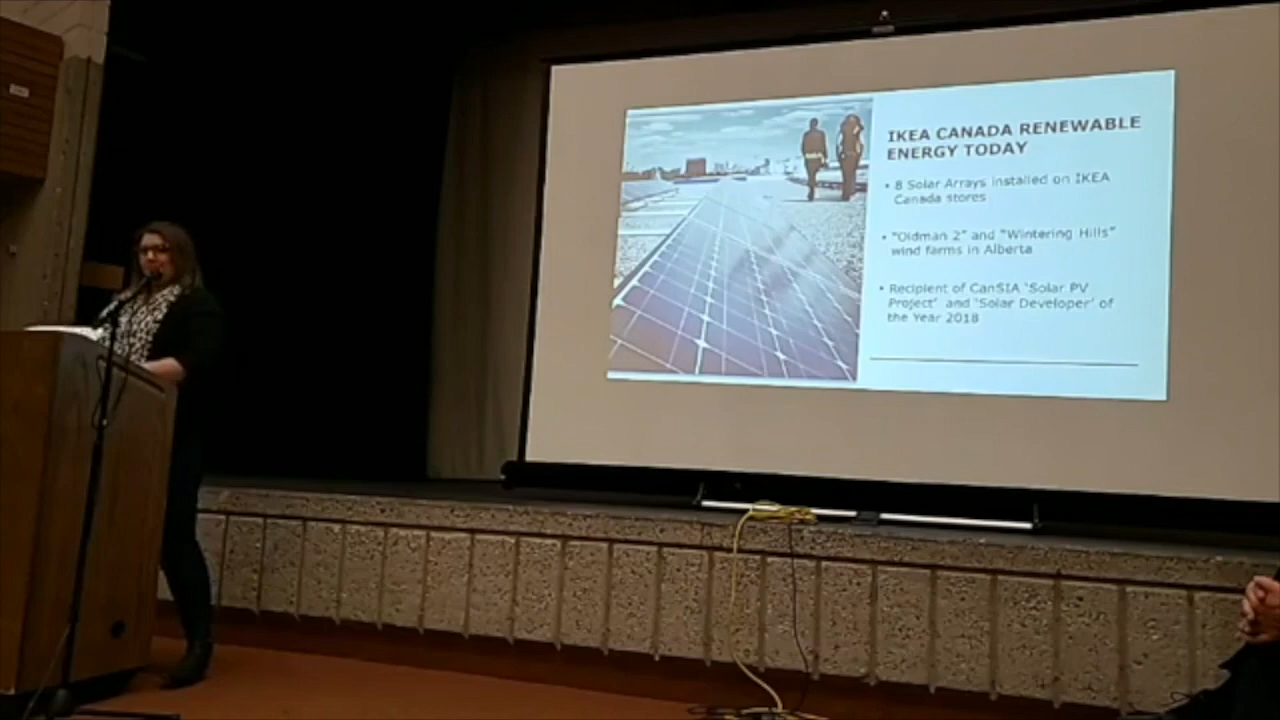 IKEA CANADA RENEWABLE
ENERGY TODAY
• 8 Solar Arrays installed on IKEA
Canada stores
• "Oldman 2" and "Wintering Hills"
wind farms in Alberta
• Recipient of CanSIA 'Solar PV
Project' and 'Solar Developer' of
the Year 2018